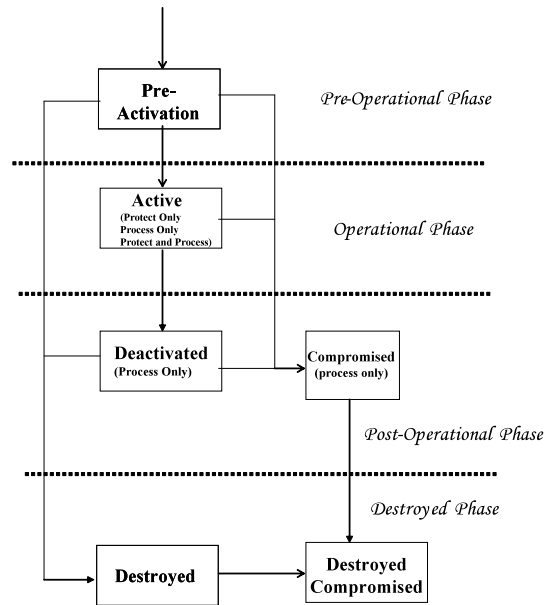 Pre-
Activation
Pre-Operational Phase
Active
(Protect Only
Process Only
Protect and Process)
Operational Phase
Deactivated
(Process Only)
Compromised
(process only)
Post-Operational Phase
Destroyed Phase
Destroyed
Destroyed
Compromised